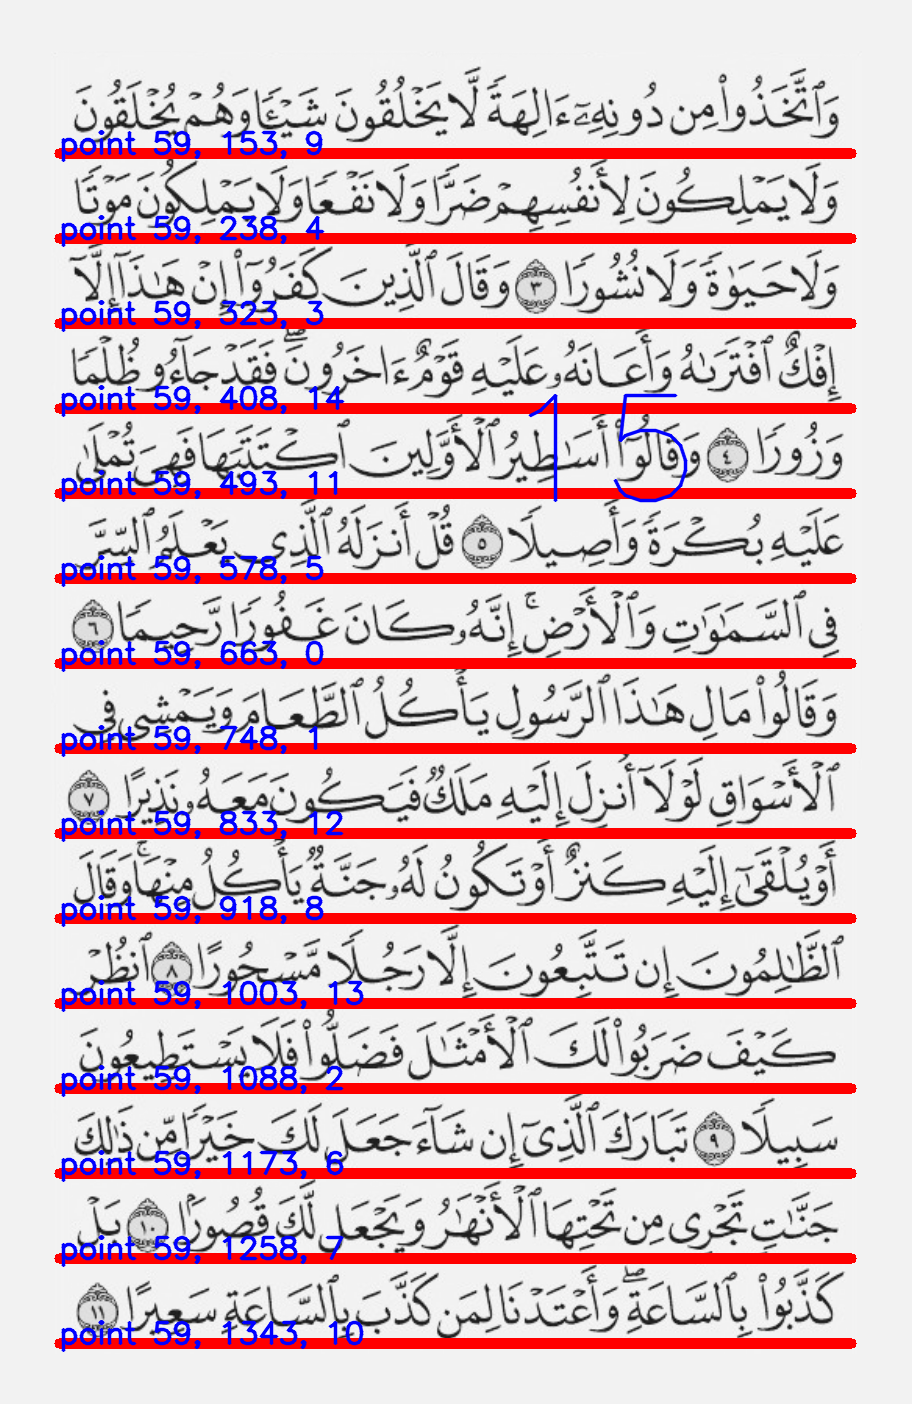 وَٱتَّخَذُوا۟ مِن دُونِهِۦٓ ءَالِهَةً لَّا يَخْلُقُونَ شَيْـًٔا وَهُمْ يُخْلَقُونَ
point 59, 153, 9
وَلَا يَمْلِكُونَ لِأَنفُسِهِمْ ضَرًّا وَلَا نَفْعًا وَلَا يَمْلِكُونَ مَوْتًا
point 59, 238, 4
وَلَا حَيَوٰةً وَلَا نُشُورًا ٣ وَقَالَ ٱلَّذِينَ كَفَرُوٓا۟ إِنْ هَـٰذَآ إِلَّآ
point 59, 323, 3
إِفْكٌ ٱفْتَرَىٰهُ وَأَعَانَهُۥ عَلَيْهِ قَوْمٌ ءَاخَرُونَ ۖ فَقَدْ جَآءُو ظُلْمًا
point 59, 408, 14
وَزُورًا ٤ وَقَالُوٓا۟ أَسَـٰطِيرُ ٱلْأَوَّلِينَ ٱكْتَتَبَهَا فَهِىَ تُمْلَىٰ
15
point 59, 493, 11
عَلَيْهِ بُكْرَةً وَأَصِيلًا ٥ قُلْ أَنزَلَهُ ٱلَّذِى يَعْلَمُ ٱلسِّرَّ
point 59, 578, 5
فِى ٱلسَّمَـٰوَٰتِ وَٱلْأَرْضِ ۚ إِنَّهُۥ كَانَ غَفُورًا رَّحِيمًا ٦
point 59, 663, 0
وَقَالُوا۟ مَالِ هَـٰذَا ٱلرَّسُولِ يَأْكُلُ ٱلطَّعَامَ وَيَمْشِى فِى
point 59, 748, 1
ٱلْأَسْوَاقِ لَوْلَآ أُنزِلَ إِلَيْهِ مَلَكٌ فَيَكُونَ مَعَهُۥ نَذِيرًا ٧
point 59, 833, 12
أَوْ يُلْقَىٰٓ إِلَيْهِ كَنزٌ أَوْ تَكُونُ لَهُۥ جَنَّةٌ يَأْكُلُ مِنْهَا ۚ وَقَالَ
point 59, 918, 8
ٱلظَّـٰلِمُونَ إِن تَتَّبِعُونَ إِلَّا رَجُلًا مَّسْحُورًا ٨ ٱنظُرْ
point 59, 1003, 13
كَيْفَ ضَرَبُوا۟ لَكَ ٱلْأَمْثَـٰلَ فَضَلُّوا۟ فَلَا يَسْتَطِيعُونَ
point 59, 1088, 2
سَبِيلًا ٩ تَبَارَكَ ٱلَّذِىٓ إِن شَآءَ جَعَلَ لَكَ خَيْرًا مِّن ذَٰلِكَ
point 59, 1173, 6
جَنَّـٰتٍ تَجْرِى مِن تَحْتِهَا ٱلْأَنْهَـٰرُ وَيَجْعَل لَّكَ قُصُورًۢا ١٠ بَلْ
point 59, 1258, 7
كَذَّبُوا۟ بِٱلسَّاعَةِ ۖ وَأَعْتَدْنَا لِمَن كَذَّبَ بِٱلسَّاعَةِ سَعِيرًا ١١
point 59, 1343, 10